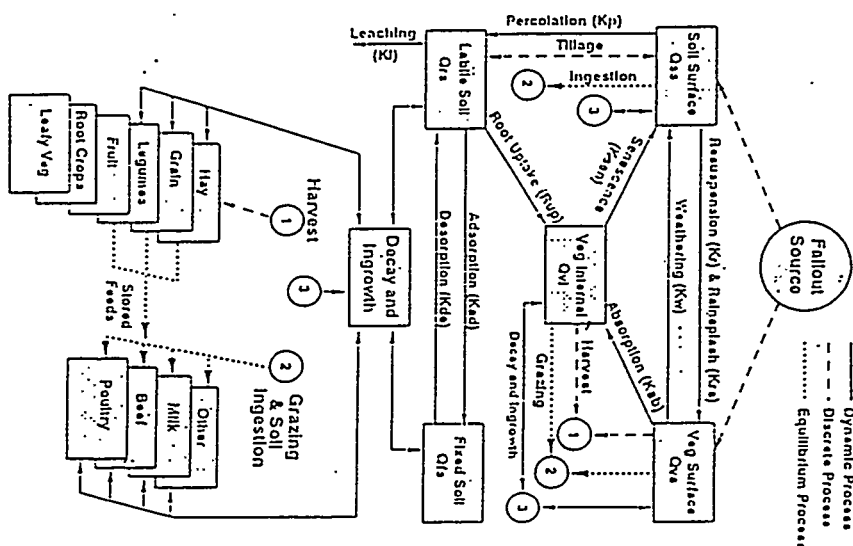 Fallout
Source
Dynamic Process
Discrete Process
Equilibrium Process
Soil Surface
Qss
Resuspension (Kr) & Rainsplash (Krs)
Weathering (Kw)
Veg Surface
Qvs
Percolation (Kp)
Tillage
Ingestion
2
3
Senescence
(Ksen)
Veg Internal
Qvi
Absorption (Kab)
Harvest
1
Grazing
2
Decay and Ingrowth
3
Root Uptake (Rup)
Leaching
(Kl)
Labile Soil
Qrs
Adsorption (Kad)
Desorption (Kde)
Fixed Soil
Qfs
Decay and
Ingrowth
3
Harvest
1
Grazing
& Soil
Ingestion
2
Hay
Grain
Legumes
Fruit
Root Crops
Leafy Veg
Stored
Feeds
Other
Milk
Beef
Poultry